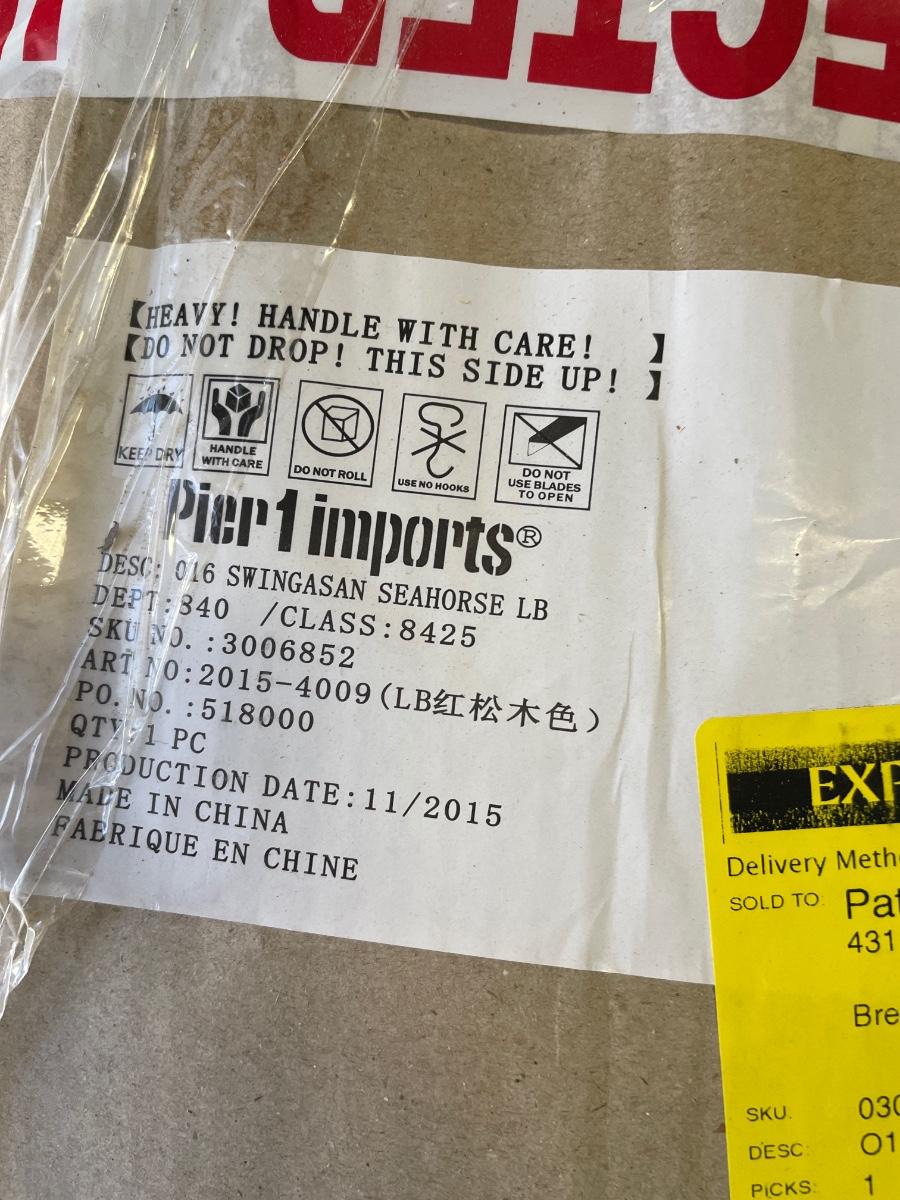 【HEAVY! HANDLE WITH CARE! 】
【DO NOT DROP! THIS SIDE UP! 】
KEEP DRY
HANDLE
WITH CARE
DO NOT ROLL
USE NO HOOKS
DO NOT
USE BLADES
TO OPEN
Pier 1 imports®
DESC: 016 SWINGASAN SEAHORSE LB
DEPT:840 /CLASS:8425
SKU NO.:3006852
ART NO:2015-4009(LB红松木色)
PO.NO.:518000
QTY:1 PC
PRODUCTION DATE:11/2015
MADE IN CHINA
FABRIQUE EN CHINE
EXP
Delivery Meth
SOLD TO: Pat
431
Bre
SKU: 030
DESC: O1
PICKS: 1